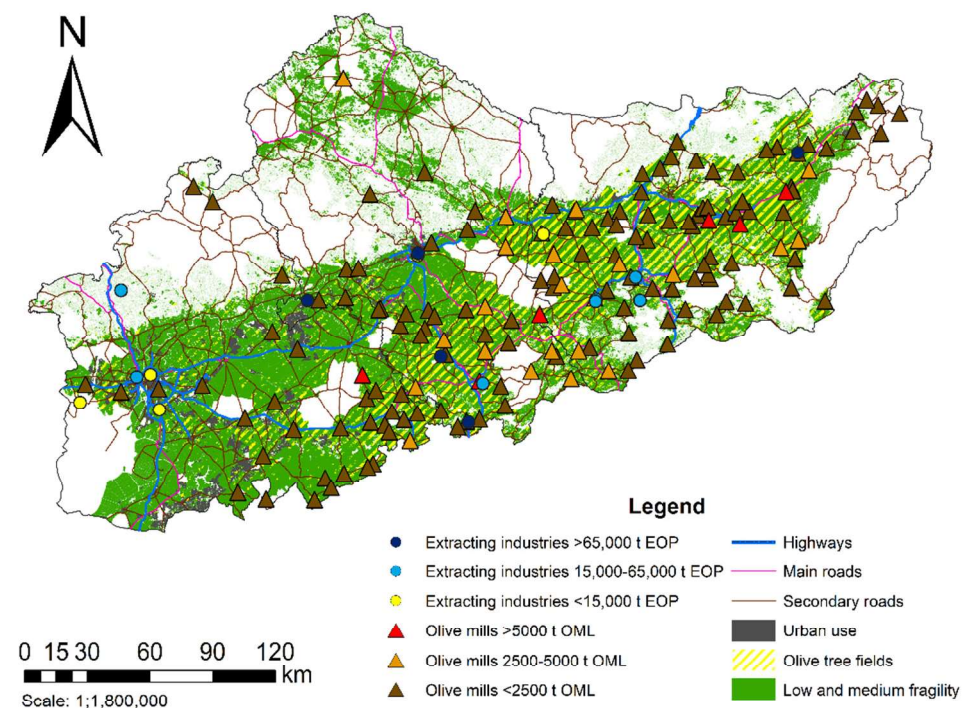 N
Legend
Extracting industries >65,000 t EOP
Extracting industries 15,000-65,000 t EOP
Extracting industries <15,000 t EOP
Olive mills >5000 t OML
Olive mills 2500-5000 t OML
Olive mills <2500 t OML
Highways
Main roads
Secondary roads
Urban use
Olive tree fields
Low and medium fragility
0 15 30 60 90 120
km
Scale: 1;1,800,000